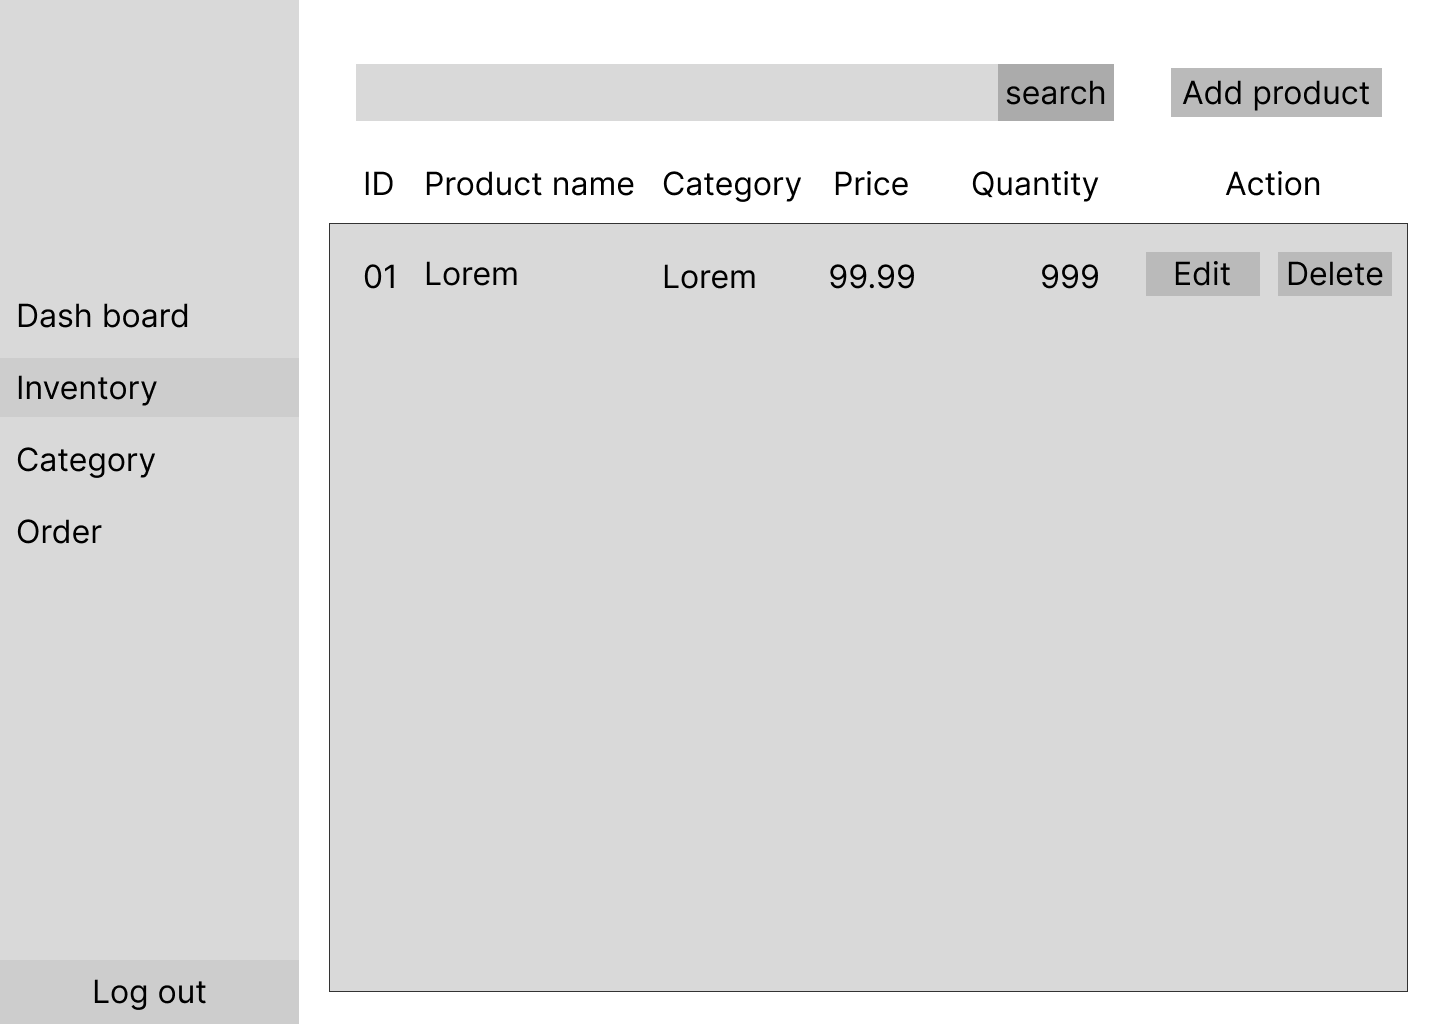 search
Add product
ID Product name Category Price Quantity Action
01 Lorem Lorem 99.99 999 Edit Delete
Dash board
Inventory
Category
Order
Log out